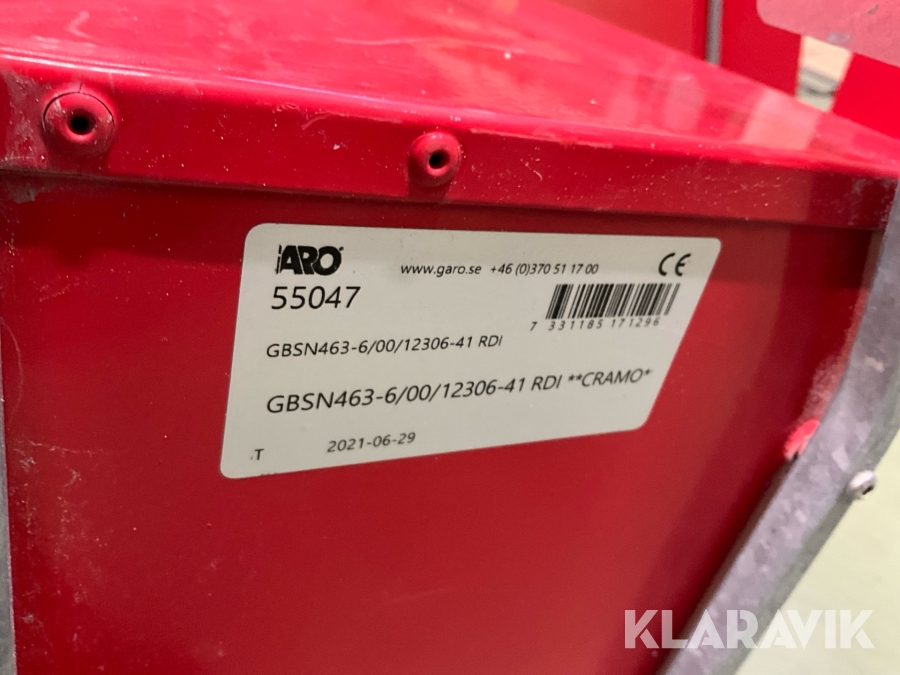 GARO
www.garo.se +46 (0)370 51 17 00
55047
7 331185 171296
GBSN463-6/00/12306-41 RDI
GBSN463-6/00/12306-41 RDI **CRAMO*
.T 2021-06-29
CE
KLARAVIK